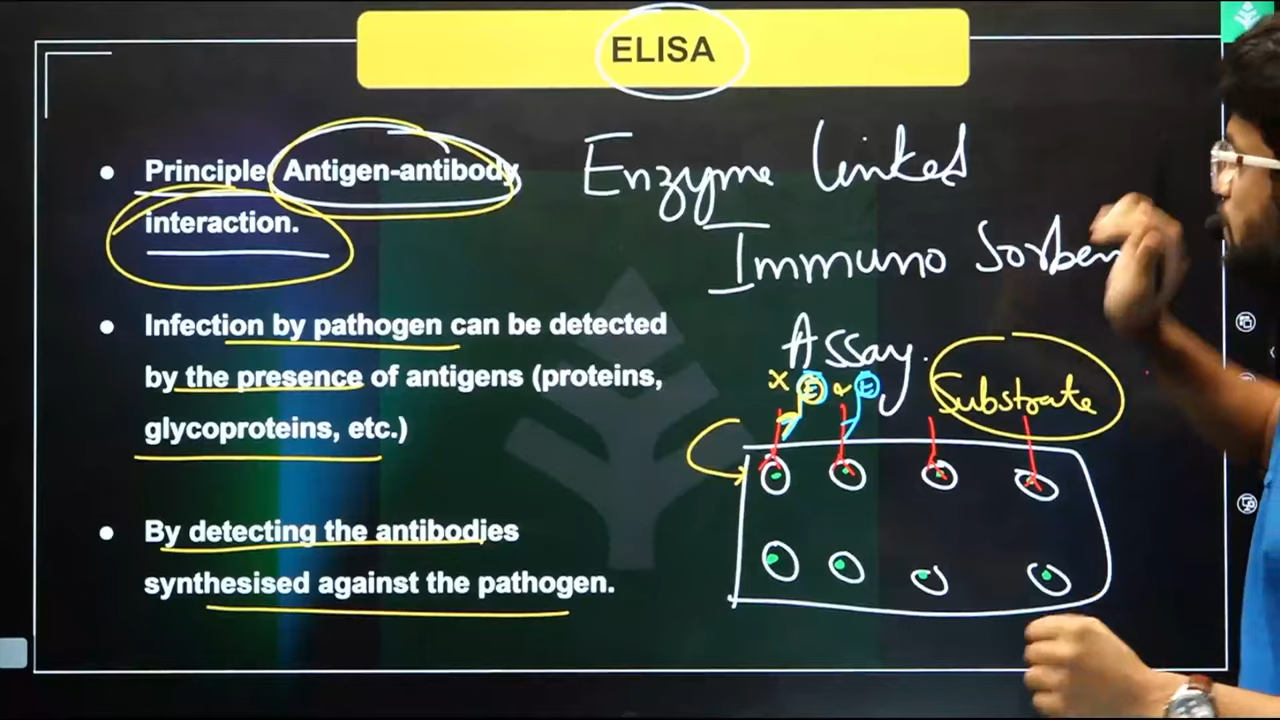 ELISA
Principle: Antigen-antibody
interaction.
Infection by pathogen can be detected
by the presence of antigens (proteins,
glycoproteins, etc.)
By detecting the antibodies
synthesised against the pathogen.
Enzyme linked
Immuno Sorben
Assay.
Substrate
x E E